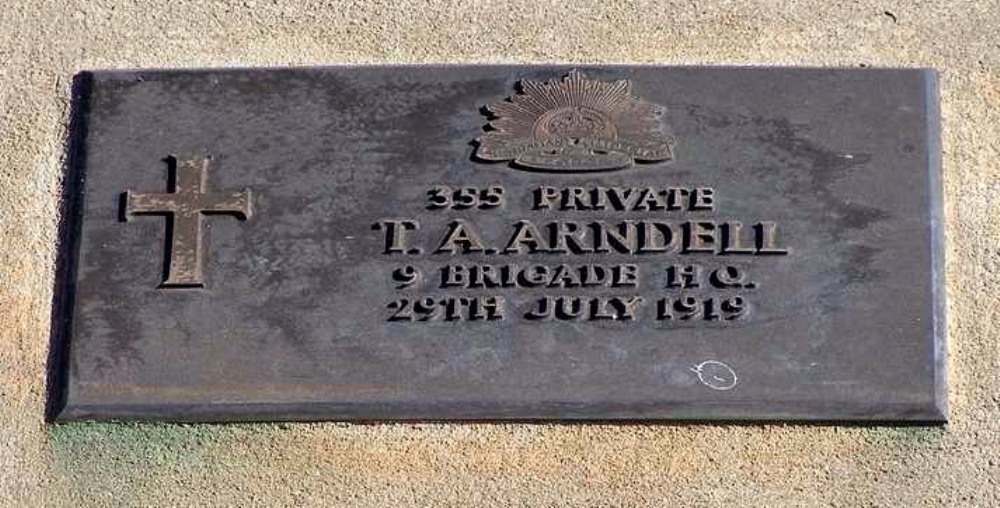 355 PRIVATE
T. A. ARNDELL
9 BRIGADE H Q.
29TH JULY 1919